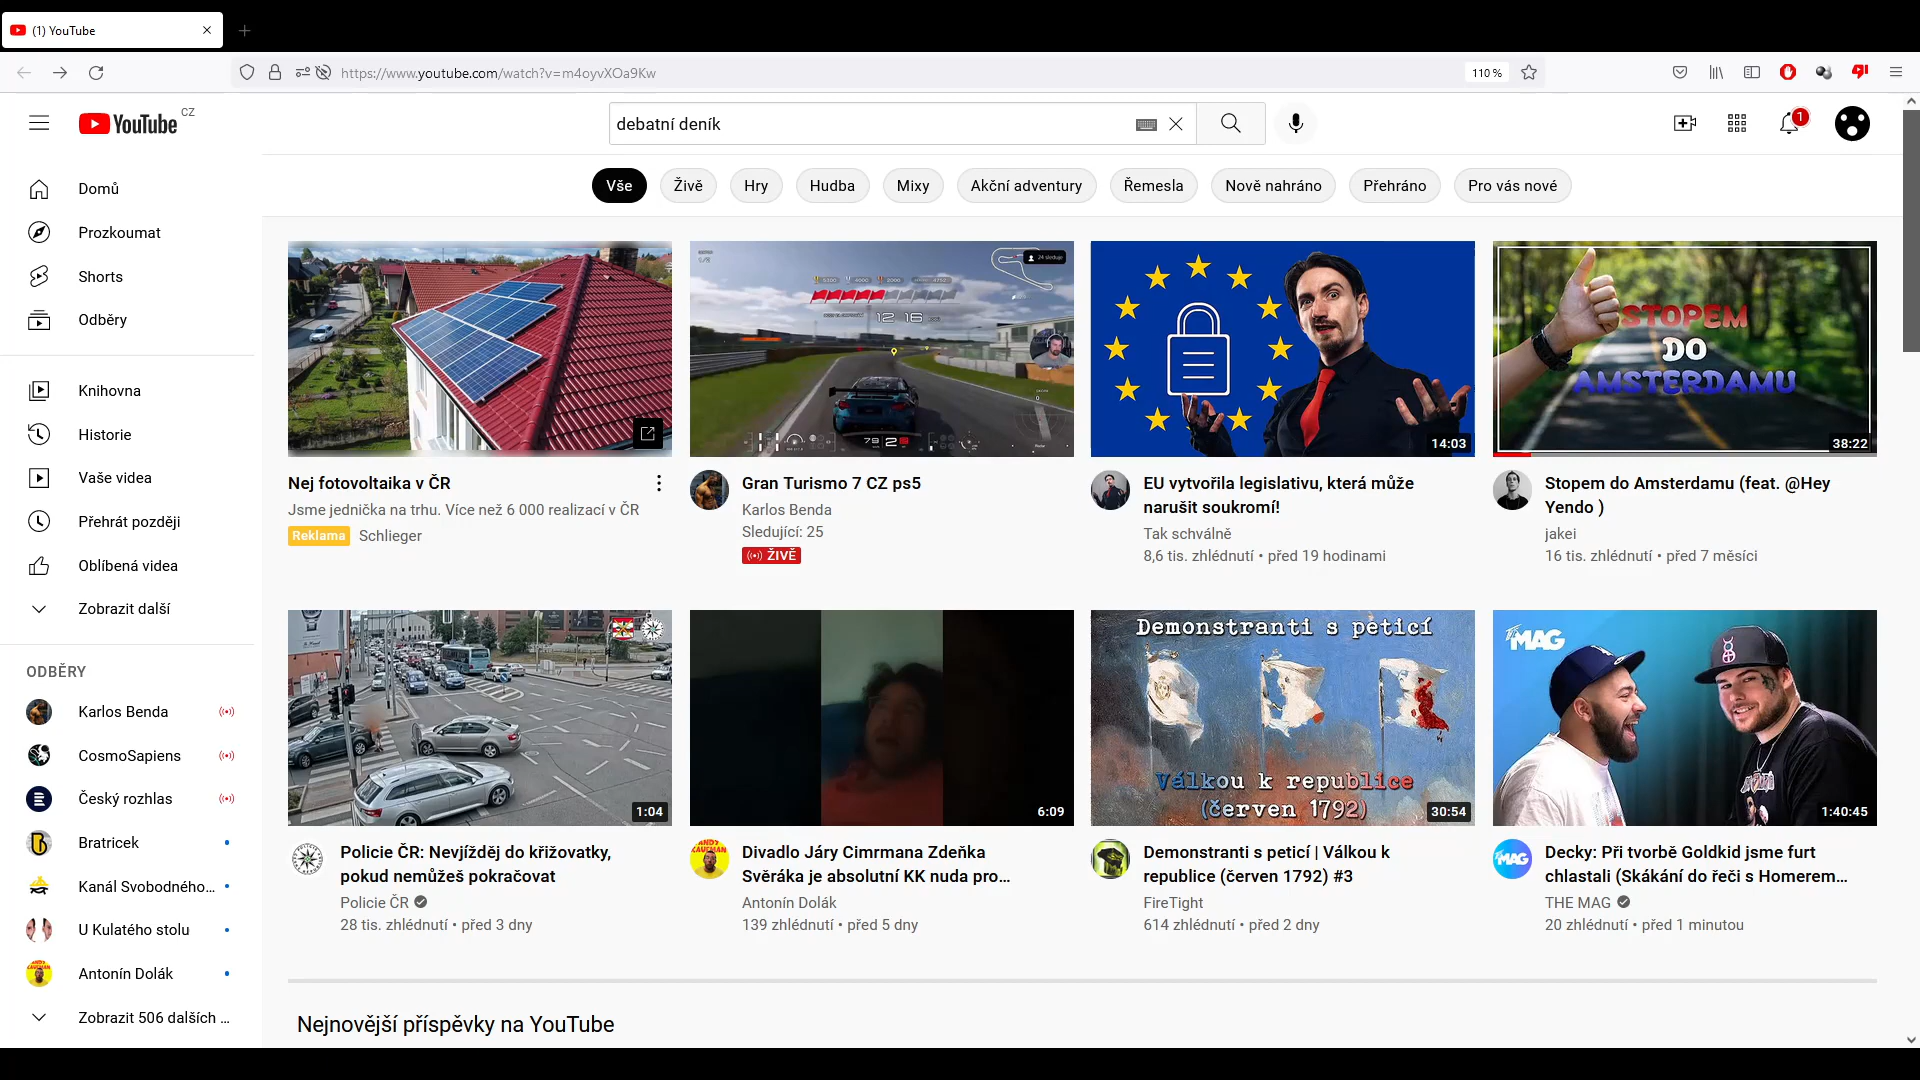 (1) YouTube
https://www.youtube.com/watch?v=m4oyvXOa9Kw
110 %
YouTube CZ
debatní deník
1
Vše
Živě
Hry
Hudba
Mixy
Akční adventury
Řemesla
Nově nahráno
Přehráno
Pro vás nové
Domů
Prozkoumat
Shorts
Odběry
Knihovna
Historie
Vaše videa
Přehrát později
Oblíbená videa
Zobrazit další
ODBĚRY
Karlos Benda
CosmoSapiens
Český rozhlas
Bratricek
Kanál Svobodného...
U Kulatého stolu
Antonín Dolák
Zobrazit 506 dalších ...
Nej fotovoltaika v ČR
Jsme jednička na trhu. Více než 6 000 realizací v ČR
Reklama Schlieger
1/2
24 sleduje
12 16
79 2
Gran Turismo 7 CZ ps5
Karlos Benda
Sledující: 25
ŽIVĚ
14:03
EU vytvořila legislativu, která může
narušit soukromí!
Tak schválně
8,6 tis. zhlédnutí • před 19 hodinami
STOPEM
DO
AMSTERDAMU
38:22
Stopem do Amsterdamu (feat. @Hey
Yendo )
jakei
16 tis. zhlédnutí • před 7 měsíci
1:04
Policie ČR: Nevjížděj do křižovatky,
pokud nemůžeš pokračovat
Policie ČR
28 tis. zhlédnutí • před 3 dny
6:09
Divadlo Járy Cimrmana Zdeňka
Svěráka je absolutní KK nuda pro...
Antonín Dolák
139 zhlédnutí • před 5 dny
Demonstranti s peticí
Válkou k republice
(červen 1792)
30:54
Demonstranti s peticí | Válkou k
republice (červen 1792) #3
FireTight
614 zhlédnutí • před 2 dny
THE MAG
1:40:45
MAG
Decky: Při tvorbě Goldkid jsme furt
chlastali (Skákání do řeči s Homerem...
THE MAG
20 zhlédnutí • před 1 minutou
Nejnovější příspěvky na YouTube